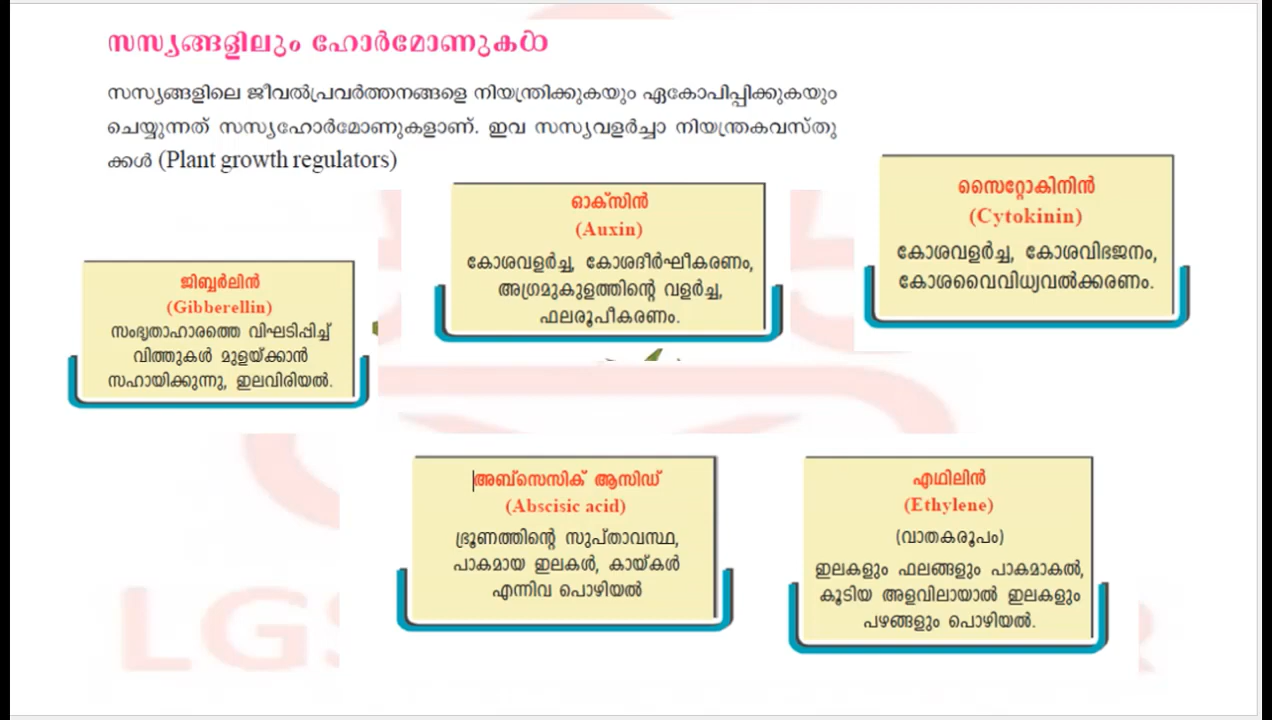 സസ്യങ്ങളിലും ഹോർമോണുകൾ
സസ്യങ്ങളിലെ ജീവൽപ്രവർത്തനങ്ങളെ നിയന്ത്രിക്കുകയും ഏകോപിപ്പിക്കുകയും
ചെയ്യുന്നത് സസ്യഹോർമോണുകളാണ്. ഇവ സസ്യവളർച്ചാ നിയന്ത്രകവസ്തു
ക്കൾ (Plant growth regulators)
ജിബ്ബർലിൻ
(Gibberellin)
സംഭൃതാഹാരത്തെ വിഘടിപ്പിച്ച്
വിത്തുകൾ മുളയ്ക്കാൻ
സഹായിക്കുന്നു, ഇലവിരിയൽ.
ഓക്സിൻ
(Auxin)
കോശവളർച്ച, കോശദീർഘീകരണം,
അഗ്രമുകുളത്തിന്റെ വളർച്ച,
ഫലരൂപീകരണം.
സൈറ്റോകിനിൻ
(Cytokinin)
കോശവളർച്ച, കോശവിഭജനം,
കോശവൈവിധ്യവൽക്കരണം.
അബ്സെസിക് ആസിഡ്
(Abscisic acid)
ഭ്രൂണത്തിന്റെ സുപ്താവസ്ഥ,
പാകമായ ഇലകൾ, കായ്കൾ
എന്നിവ പൊഴിയൽ
എഥിലിൻ
(Ethylene)
(വാതകരൂപം)
ഇലകളും ഫലങ്ങളും പാകമാകൽ,
കൂടിയ അളവിലായാൽ ഇലകളും
പഴങ്ങളും പൊഴിയൽ.